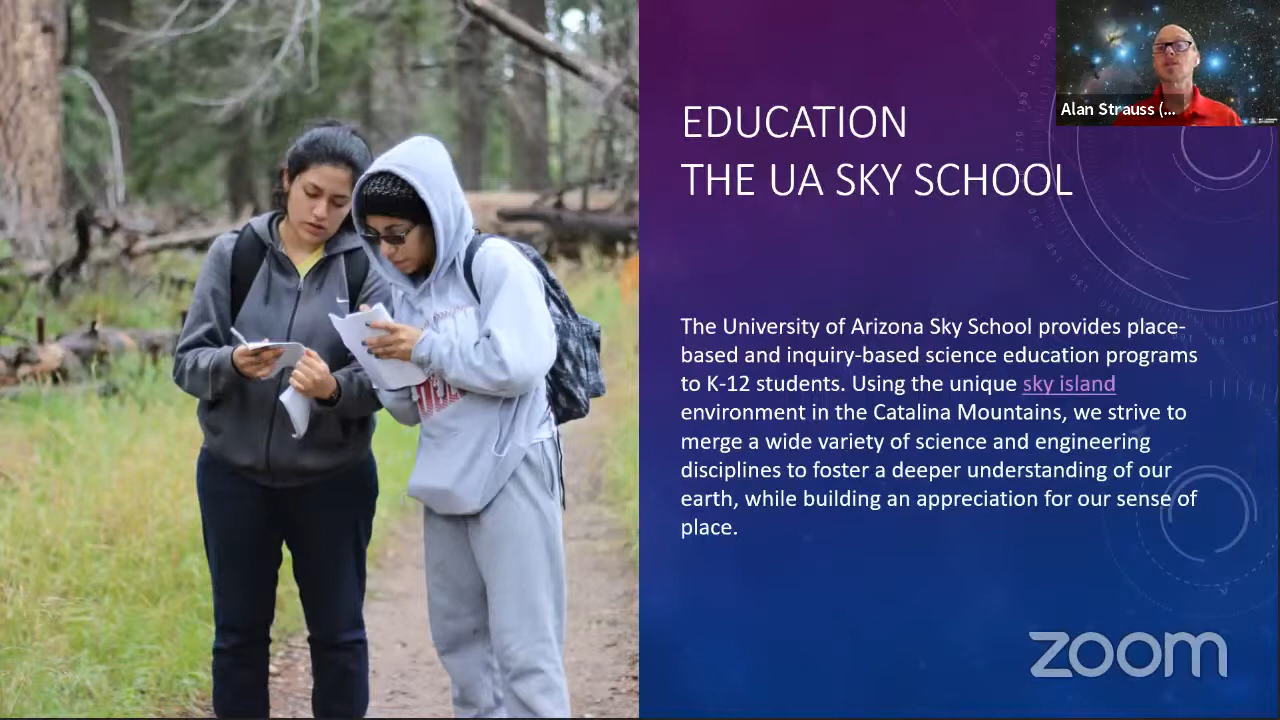 EDUCATION
THE UA SKY SCHOOL
Alan Strauss (...
The University of Arizona Sky School provides place-
based and inquiry-based science education programs
to K-12 students. Using the unique sky island
environment in the Catalina Mountains, we strive to
merge a wide variety of science and engineering
disciplines to foster a deeper understanding of our
earth, while building an appreciation for our sense of
place.
zoom